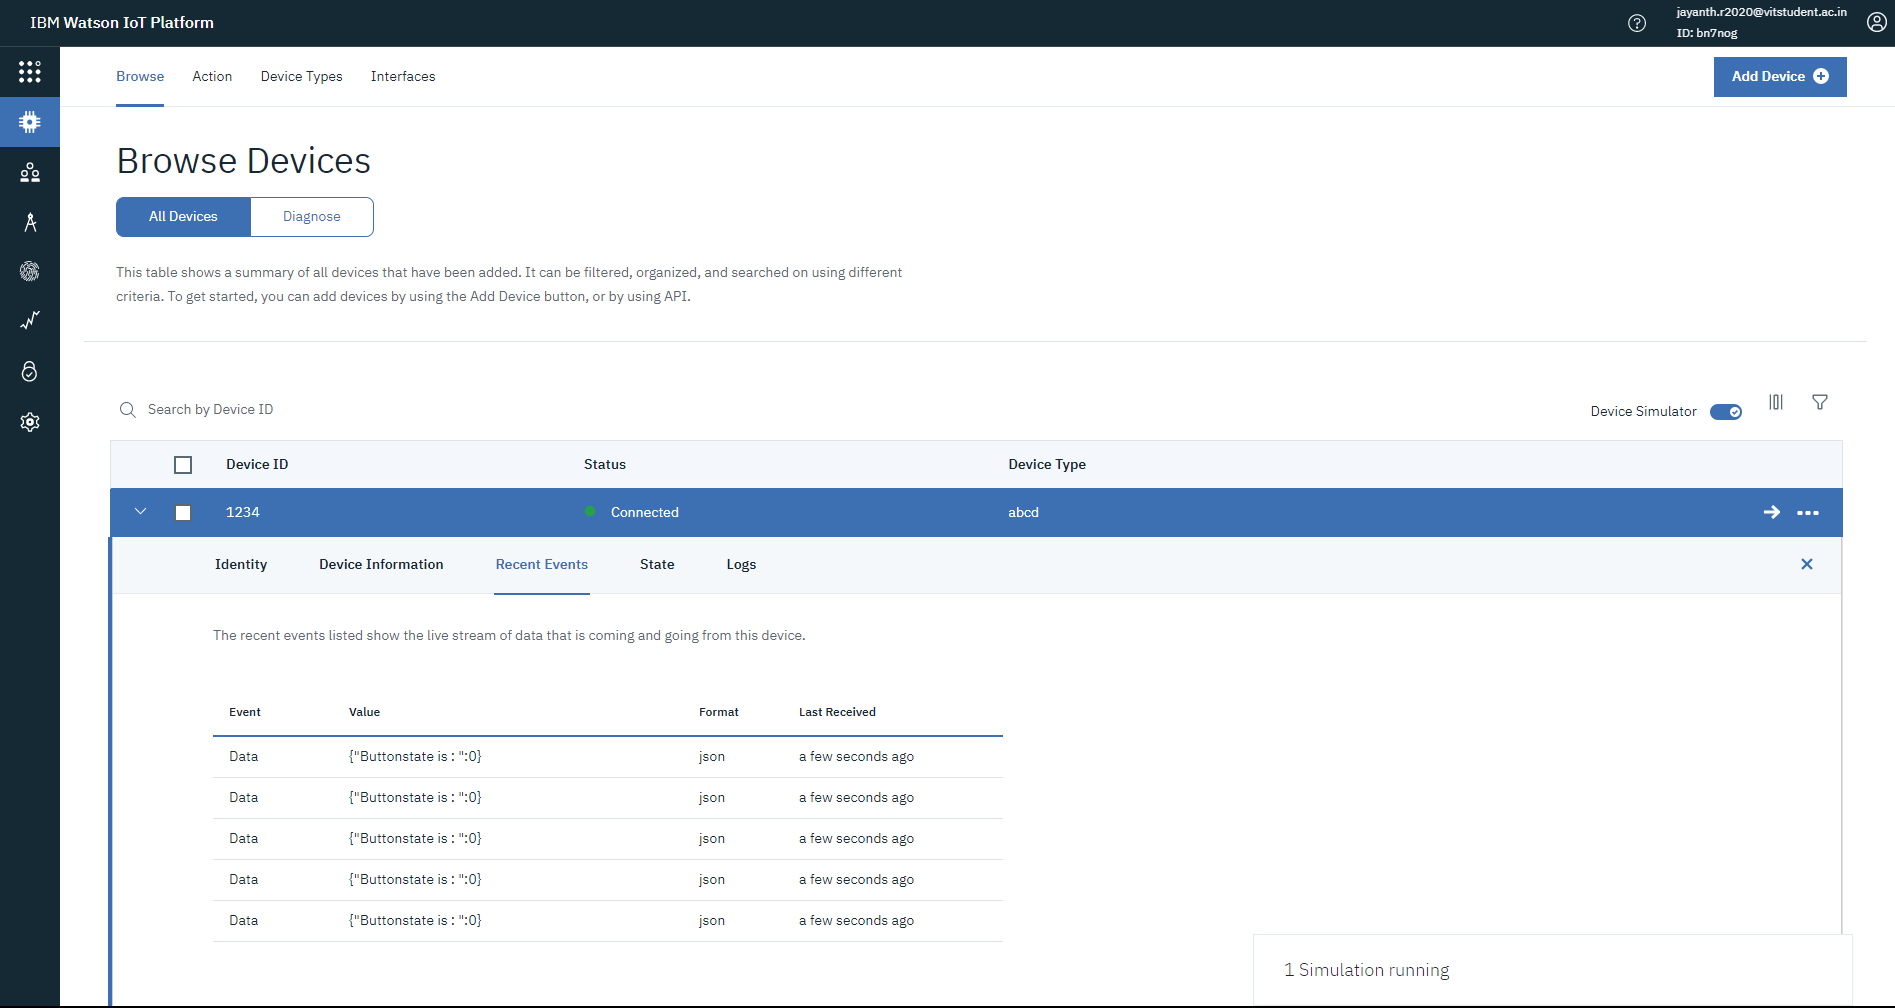 IBM Watson IoT Platform
jayanth.r2020@vitstudent.ac.in
ID: bn7nog
Browse Action Device Types Interfaces
Add Device
Browse Devices
All Devices Diagnose
This table shows a summary of all devices that have been added. It can be filtered, organized, and searched on using different
criteria. To get started, you can add devices by using the Add Device button, or by using API.
Search by Device ID
Device Simulator
Device ID Status Device Type
1234 Connected abcd
Identity Device Information Recent Events State Logs
The recent events listed show the live stream of data that is coming and going from this device.
Event Value Format Last Received
Data {"Buttonstate is : ":0} json a few seconds ago
Data {"Buttonstate is : ":0} json a few seconds ago
Data {"Buttonstate is : ":0} json a few seconds ago
Data {"Buttonstate is : ":0} json a few seconds ago
Data {"Buttonstate is : ":0} json a few seconds ago
1 Simulation running